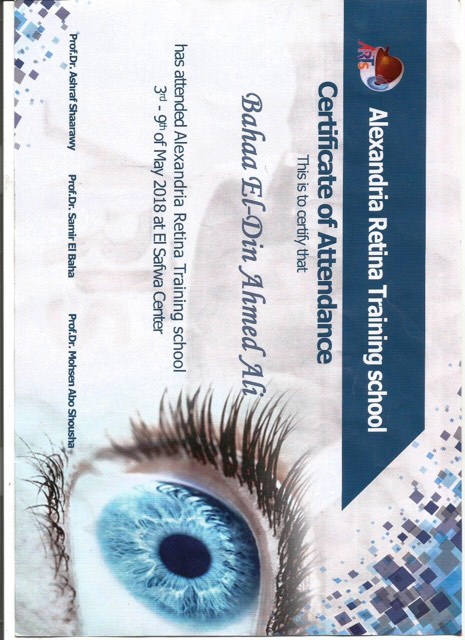 ARTS
Alexandria Retina Training school
Certificate of Attendance
This is to certify that
Bahaa El-Din Ahmed Ali
has attended Alexandria Retina Training school
3rd - 9th of May 2018 at El Safwa Center
Prof.Dr. Ashraf Shaarawy Prof.Dr. Samir El Baha Prof.Dr. Mohsen Abo Shousha